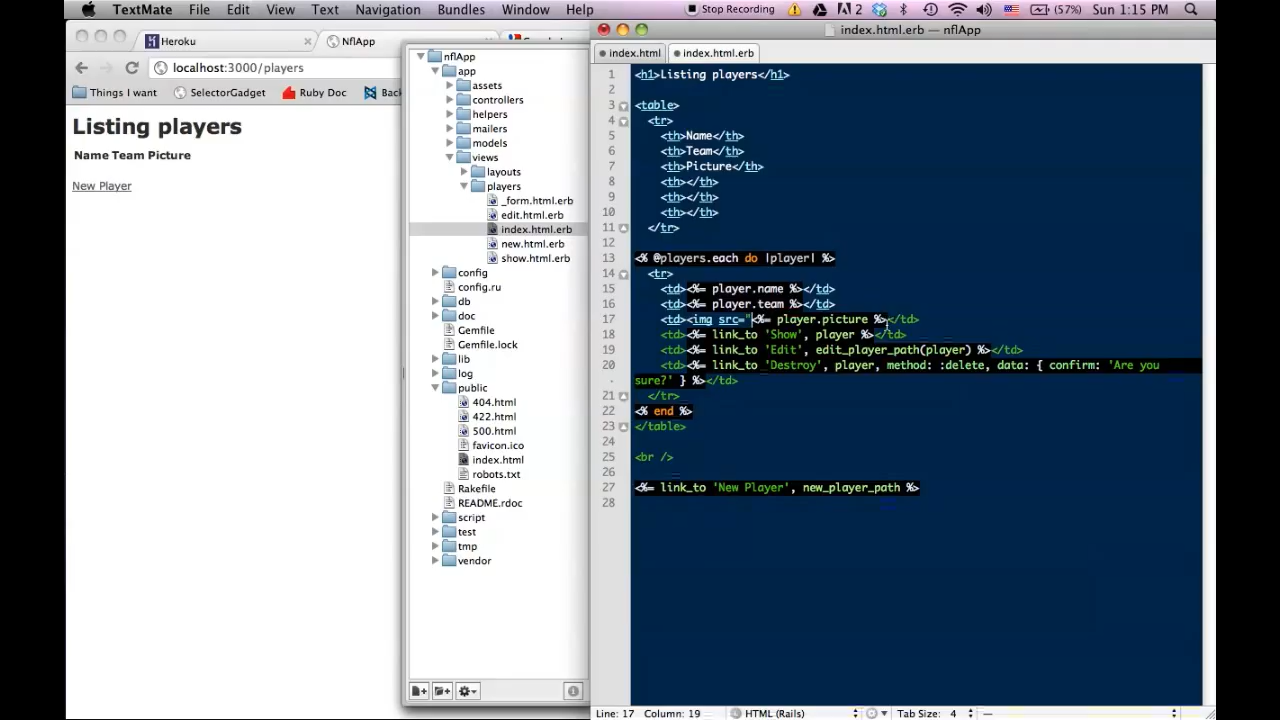 TextMate File Edit View Text Navigation Bundles Window Help Stop Recording 2 (57%) Sun 1:15 PM
index.html.erb — nflApp
Heroku × NflApp
index.html index.html.erb
localhost:3000/players
Things I want SelectorGadget Ruby Doc Back
Listing players
Name Team Picture
New Player
nflApp
app
assets
controllers
helpers
mailers
models
views
layouts
players
_form.html.erb
edit.html.erb
index.html.erb
new.html.erb
show.html.erb
config
config.ru
db
doc
Gemfile
Gemfile.lock
lib
log
public
404.html
422.html
500.html
favicon.ico
index.html
robots.txt
Rakefile
README.rdoc
script
test
tmp
vendor
1 <h1>Listing players</h1>
2
3 <table>
4 <tr>
5 <th>Name</th>
6 <th>Team</th>
7 <th>Picture</th>
8 <th></th>
9 <th></th>
10 <th></th>
11 </tr>
12
13 <% @players.each do |player| %>
14 <tr>
15 <td><%= player.name %></td>
16 <td><%= player.team %></td>
17 <td><img src="<%= player.picture %></td>
18 <td><%= link_to 'Show', player %></td>
19 <td><%= link_to 'Edit', edit_player_path(player) %></td>
20 <td><%= link_to 'Destroy', player, method: :delete, data: { confirm: 'Are you
sure?' } %></td>
21 </tr>
22 <% end %>
23 </table>
24
25 <br />
26
27 <%= link_to 'New Player', new_player_path %>
28
Line: 17 Column: 19 HTML (Rails) Tab Size: 4 —